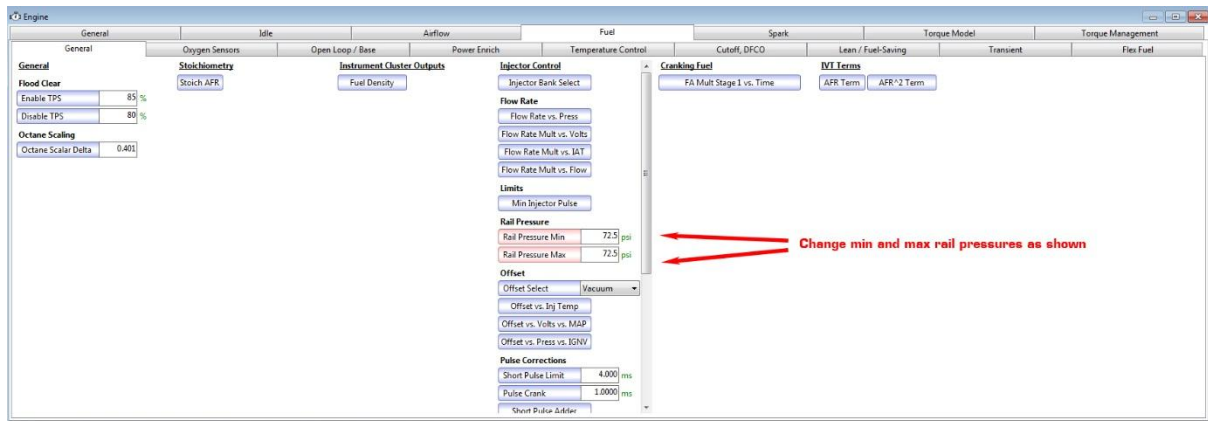 Engine
General Idle Airflow Fuel Spark Torque Model Torque Management
General Oxygen Sensors Open Loop / Base Power Enrich Temperature Control Cutoff, DFCO Lean / Fuel-Saving Transient Flex Fuel
General
Flood Clear
Enable TPS 85 %
Disable TPS 80 %
Octane Scaling
Octane Scalar Delta 0.401
Stoichiometry
Stoich AFR
Instrument Cluster Outputs
Fuel Density
Injector Control
Injector Bank Select
Flow Rate
Flow Rate vs. Press
Flow Rate Mult vs. Volts
Flow Rate Mult vs. IAT
Flow Rate Mult vs. Flow
Limits
Min Injector Pulse
Rail Pressure
Rail Pressure Min 72.5 psi
Rail Pressure Max 72.5 psi
Offset
Offset Select Vacuum
Offset vs. Inj Temp
Offset vs. Volts vs. MAP
Offset vs. Press vs. IGNV
Pulse Corrections
Short Pulse Limit 4.000 ms
Pulse Crank 1.0000 ms
Short Pulse Adder
Cranking Fuel
FA Mult Stage 1 vs. Time
IVT Terms
AFR Term AFR^2 Term
Change min and max rail pressures as shown